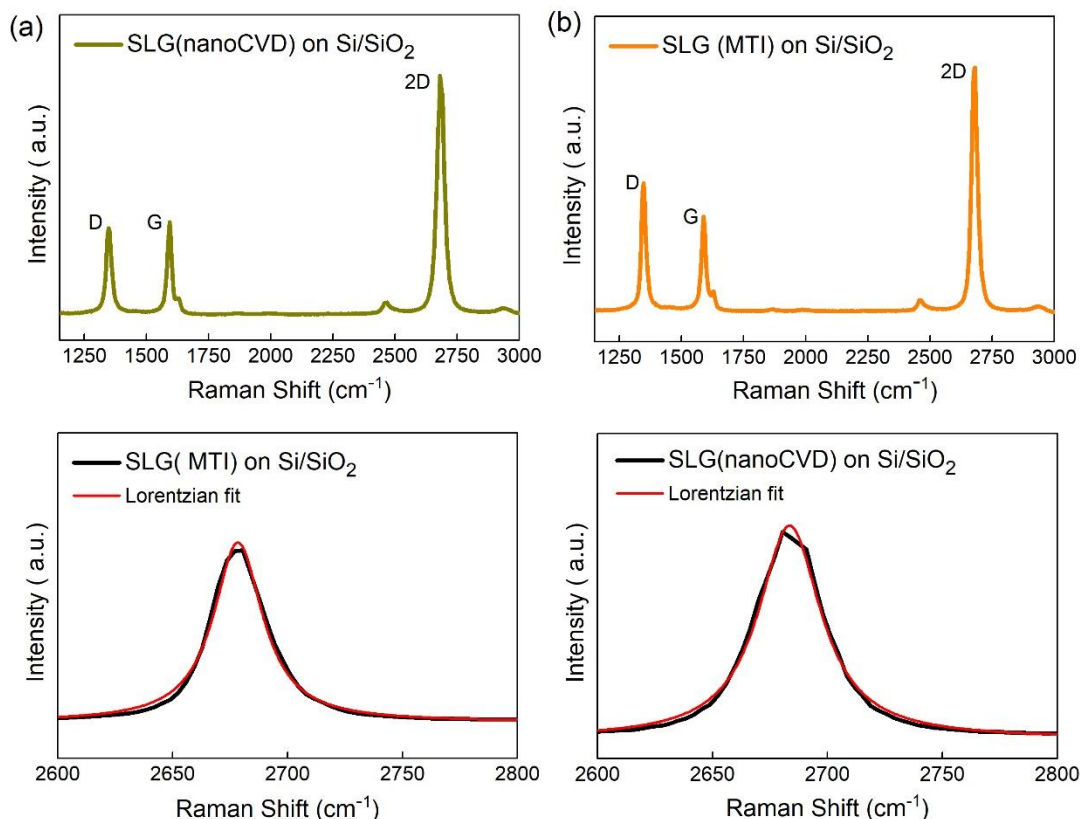 (a)
SLG(nanoCVD) on Si/SiO₂
2D
D
G
Intensity ( a.u.)
1250 1500 1750 2000 2250 2500 2750 3000
Raman Shift (cm⁻¹)
(b)
SLG (MTI) on Si/SiO₂
2D
D
G
Intensity ( a.u.)
1250 1500 1750 2000 2250 2500 2750 3000
Raman Shift (cm⁻¹)
SLG( MTI) on Si/SiO₂
Lorentzian fit
Intensity ( a.u.)
2600 2650 2700 2750 2800
Raman Shift (cm⁻¹)
SLG(nanoCVD) on Si/SiO₂
Lorentzian fit
Intensity ( a.u.)
2600 2650 2700 2750 2800
Raman Shift (cm⁻¹)